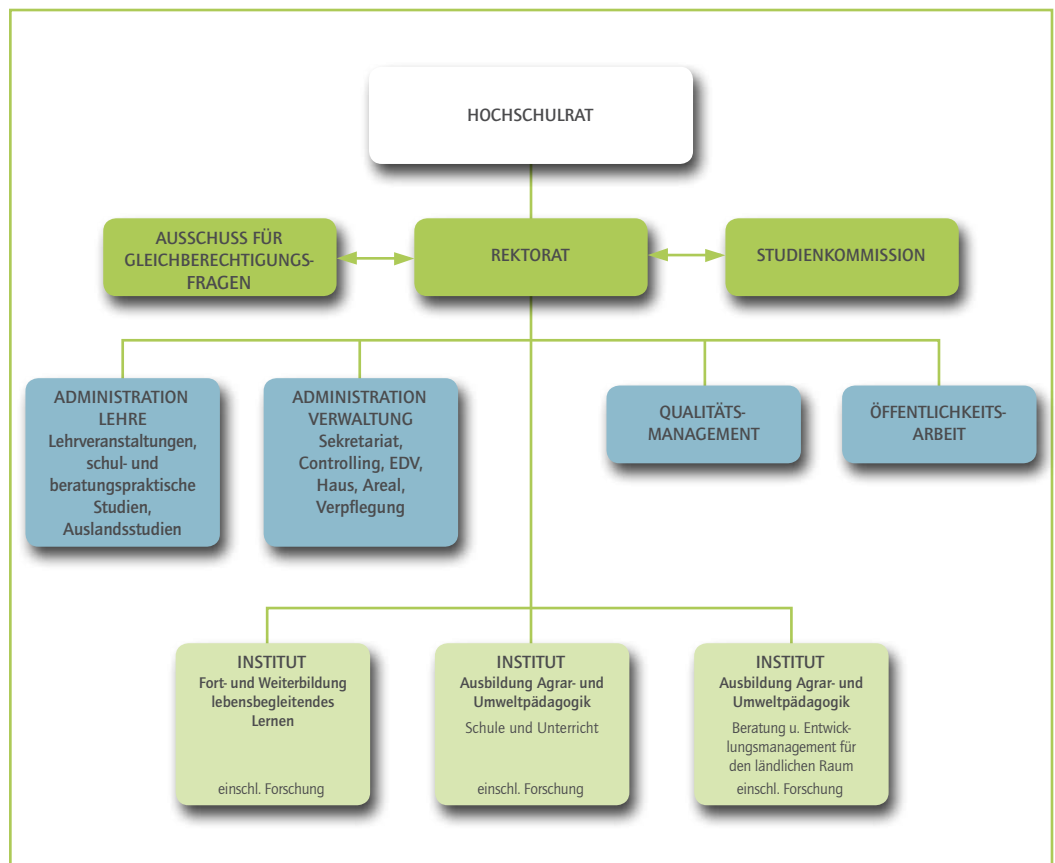 HOCHSCHULRAT
AUSSCHUSS FÜR
GLEICHBERECHTIGUNGS-
FRAGEN
REKTORAT
STUDIENKOMMISSION
ADMINISTRATION
LEHRE
Lehrveranstaltungen,
schul- und
beratungspraktische
Studien,
Auslandsstudien
ADMINISTRATION
VERWALTUNG
Sekretariat,
Controlling, EDV,
Haus, Areal,
Verpflegung
QUALITÄTS-
MANAGEMENT
ÖFFENTLICHKEITS-
ARBEIT
INSTITUT
Fort- und Weiterbildung
lebensbegleitendes
Lernen
einschl. Forschung
INSTITUT
Ausbildung Agrar- und
Umweltpädagogik
Schule und Unterricht
einschl. Forschung
INSTITUT
Ausbildung Agrar- und
Umweltpädagogik
Beratung u. Entwick-
lungsmanagement für
den ländlichen Raum
einschl. Forschung